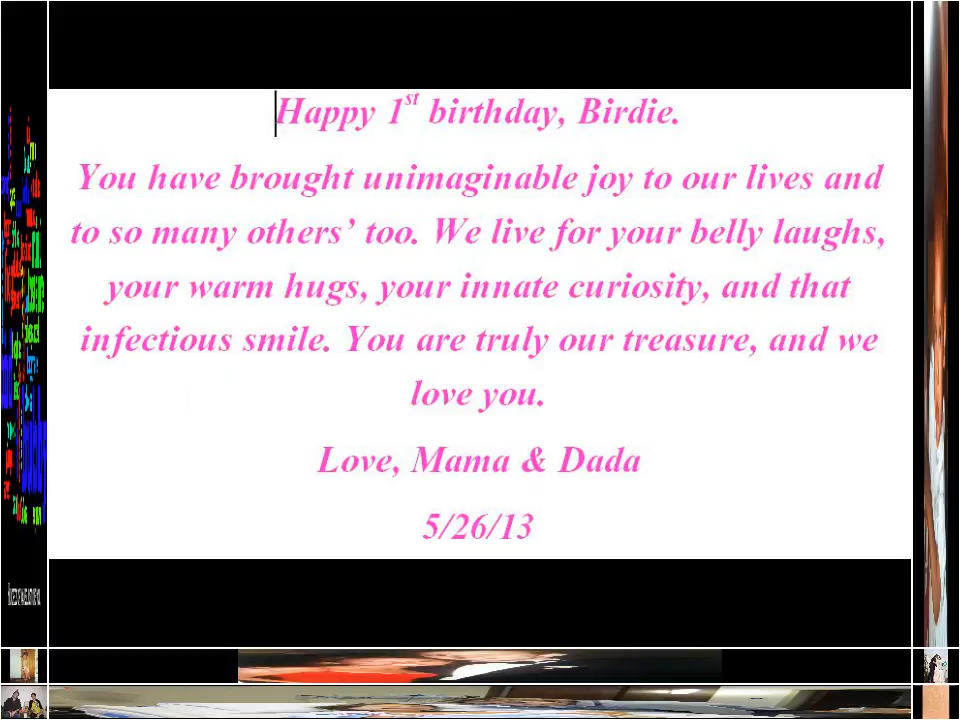 Happy 1st birthday, Birdie.
You have brought unimaginable joy to our lives and
to so many others’ too. We live for your belly laughs,
your warm hugs, your innate curiosity, and that
infectious smile. You are truly our treasure, and we
love you.
Love, Mama & Dada
5/26/13